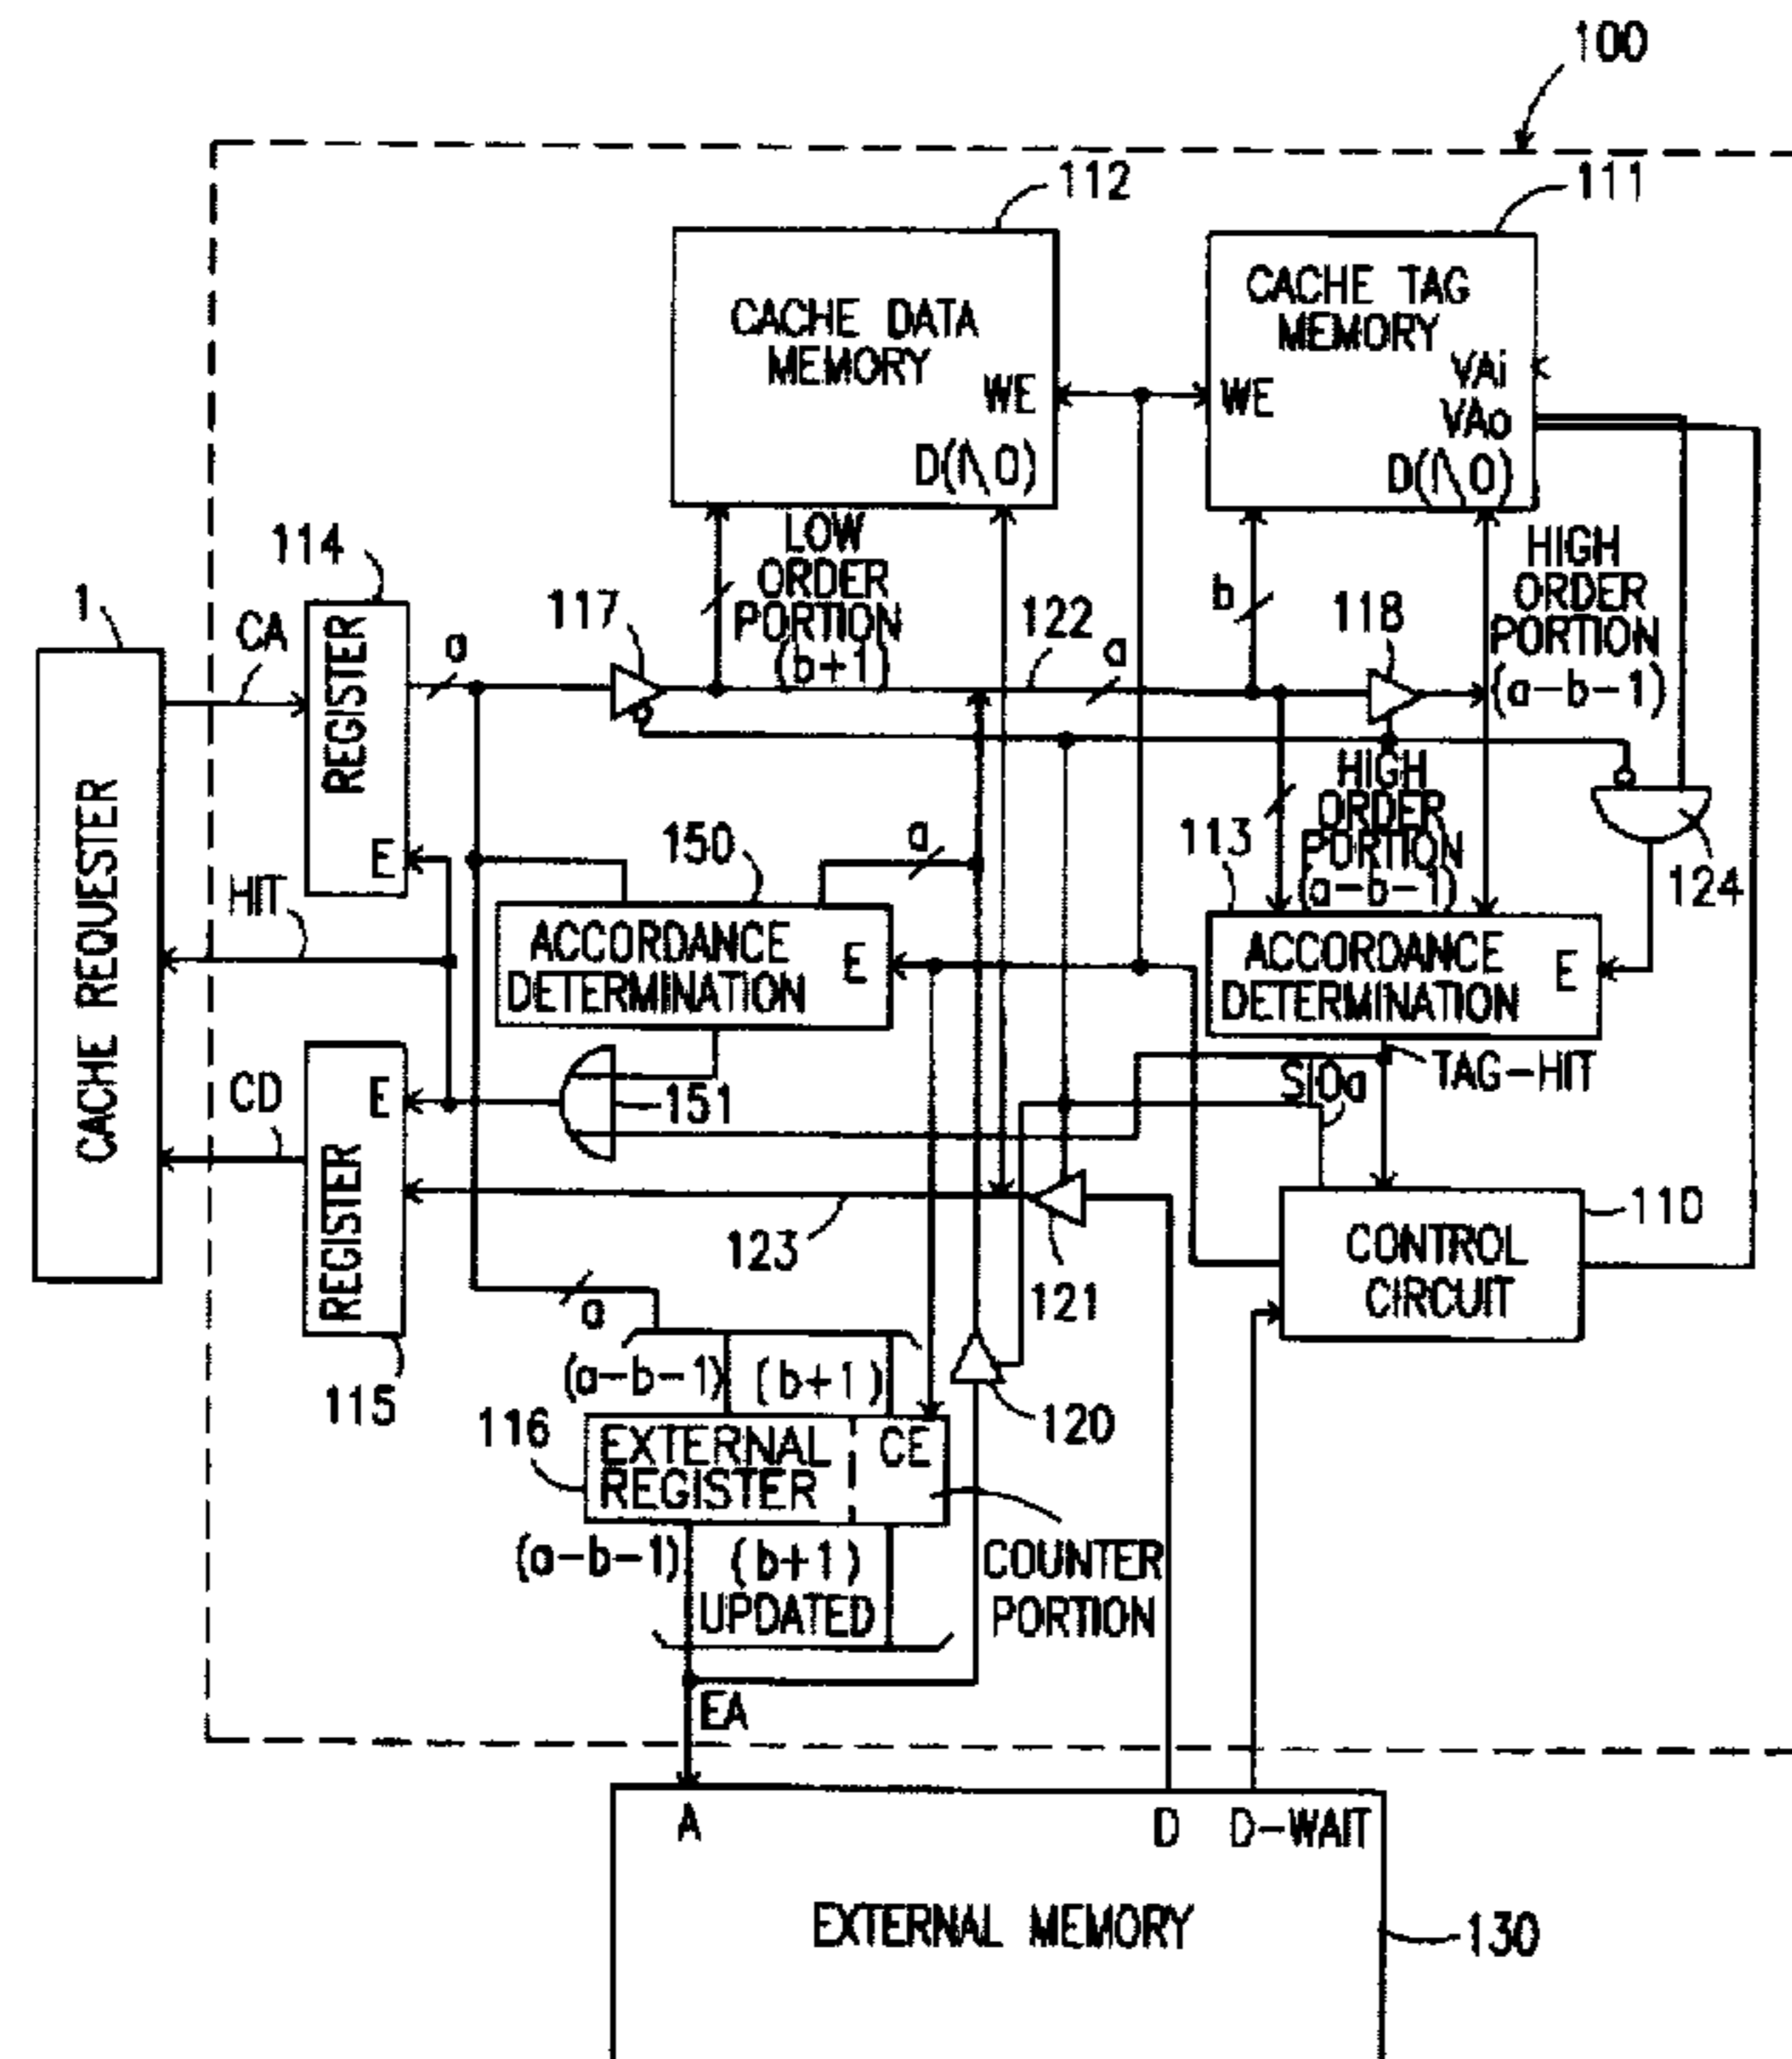 100
112
111
CACHE DATA
MEMORY
WE
D(I\O)
CACHE TAG
MEMORY
VAi
WE
VAo
D(I\O)
114
1
CA
REGISTER
E
a
117
LOW
ORDER
PORTION
(b+1)
122
a
b
118
HIGH
ORDER
PORTION
(a-b-1)
CACHE REQUESTER
HIT
150
a
ACCORDANCE
DETERMINATION
E
113
HIGH
ORDER
PORTION
(a-b-1)
124
ACCORDANCE
DETERMINATION
E
TAG-HIT
CD
E
REGISTER
115
151
123
121
110
CONTROL
CIRCUIT
a
(a-b-1)
(b+1)
120
116
EXTERNAL
REGISTER
CE
(a-b-1)
(b+1)
UPDATED
COUNTER
PORTION
EA
A
D
D-WAIT
EXTERNAL MEMORY
130